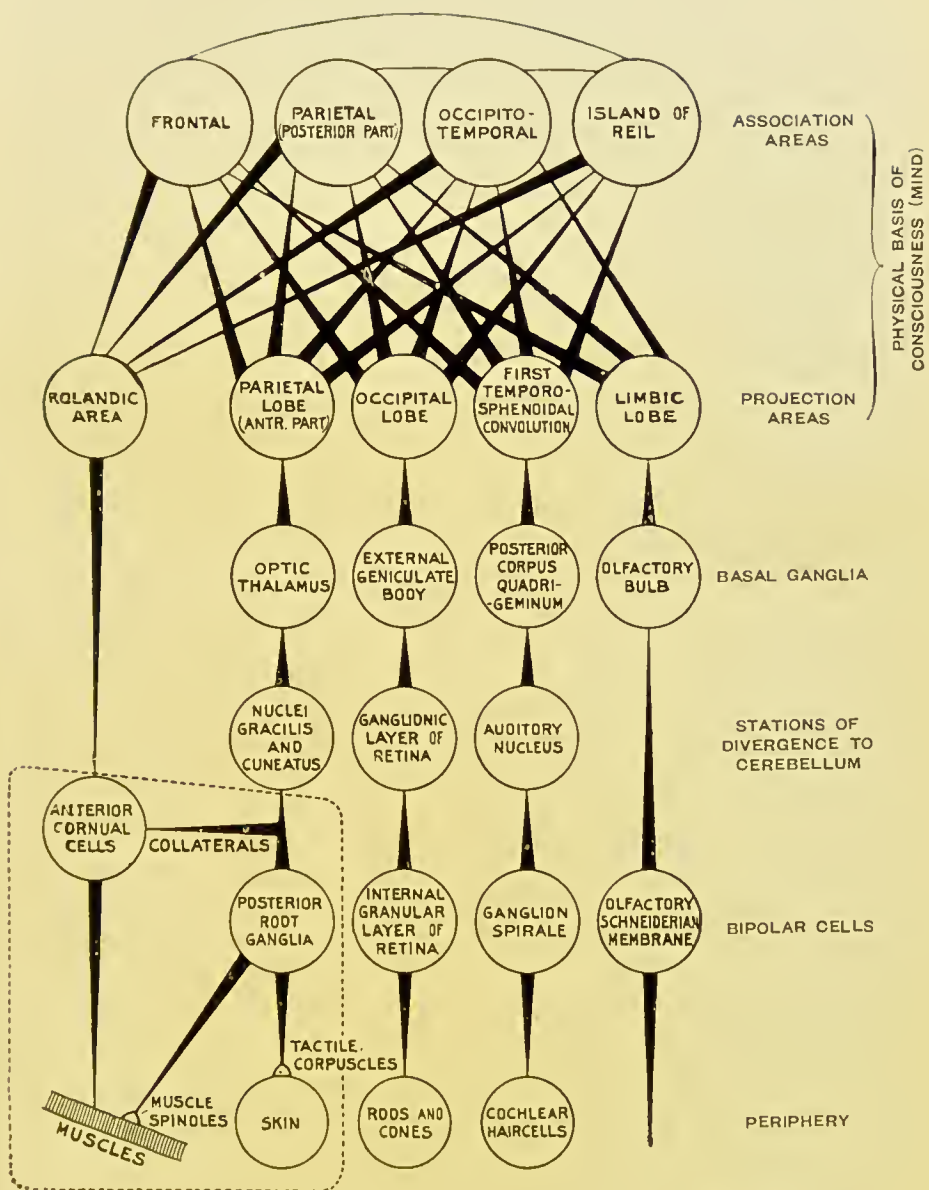 FRONTAL
PARIETAL
(POSTERIOR PART)
OCCIPITO-
TEMPORAL
ISLAND OF
REIL
ASSOCIATION
AREAS
PHYSICAL BASIS OF
CONSCIOUSNESS (MIND)
ROLANDIC
AREA
PARIETAL
LOBE
(ANTR. PART)
OCCIPITAL
LOBE
FIRST
TEMPORO-
SPHENOIDAL
CONVOLUTION
LIMBIC
LOBE
PROJECTION
AREAS
OPTIC
THALAMUS
EXTERNAL
GENICULATE
BODY
POSTERIOR
CORPUS
QUADRI-
-GEMINUM
OLFACTORY
BULB
BASAL GANGLIA
NUCLEI
GRACILIS
AND
CUNEATUS
GANGLIONIC
LAYER OF
RETINA
AUDITORY
NUCLEUS
STATIONS OF
DIVERGENCE TO
CEREBELLUM
ANTERIOR
CORNUAL
CELLS
COLLATERALS
POSTERIOR
ROOT
GANGLIA
INTERNAL
GRANULAR
LAYER OF
RETINA
GANGLION
SPIRALE
OLFACTORY
SCHNEIDERIAN
MEMBRANE
BIPOLAR CELLS
TACTILE
CORPUSCLES
MUSCLE
SPINDLES
MUSCLES
SKIN
RODS AND
CONES
COCHLEAR
HAIRCELLS
PERIPHERY